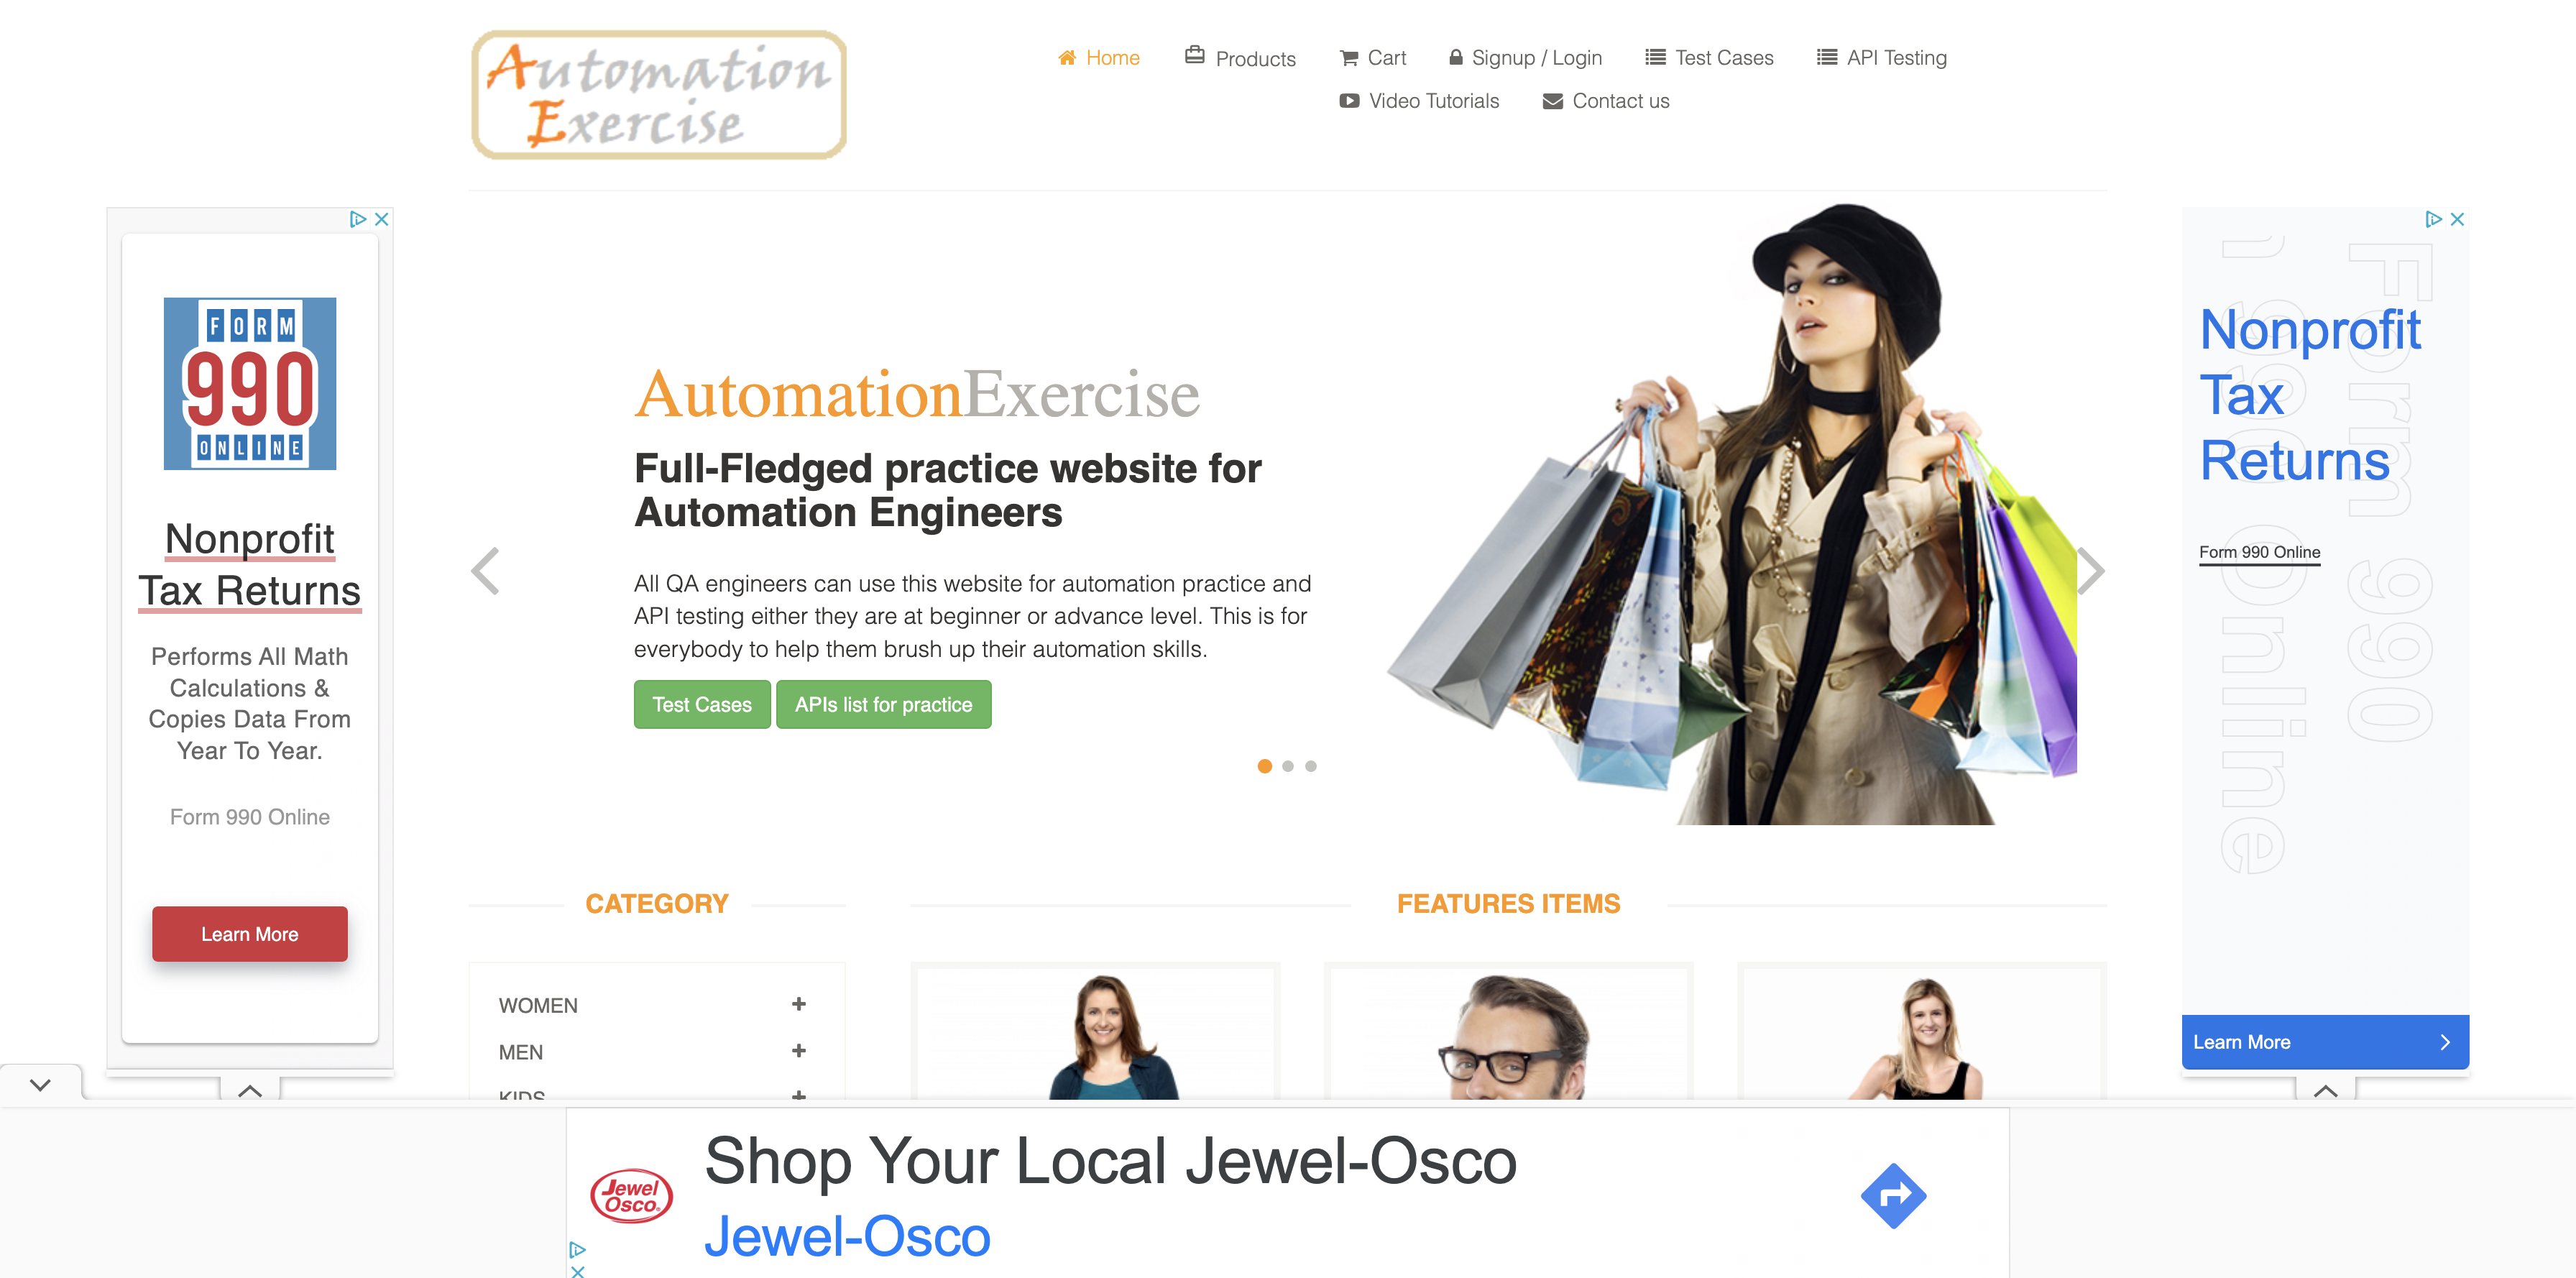 Automation
Exercise
Home
Products
Cart
Signup / Login
Test Cases
API Testing
Video Tutorials
Contact us
FORM
990
ONLINE
Nonprofit
Tax Returns
Performs All Math
Calculations &
Copies Data From
Year To Year.
Form 990 Online
Learn More
AutomationExercise
Full-Fledged practice website for
Automation Engineers
All QA engineers can use this website for automation practice and
API testing either they are at beginner or advance level. This is for
everybody to help them brush up their automation skills.
Test Cases
APIs list for practice
Form 990 Online
Nonprofit
Tax
Returns
Form 990 Online
Learn More
CATEGORY
WOMEN
MEN
KIDS
FEATURES ITEMS
Jewel
Osco
Shop Your Local Jewel-Osco
Jewel-Osco